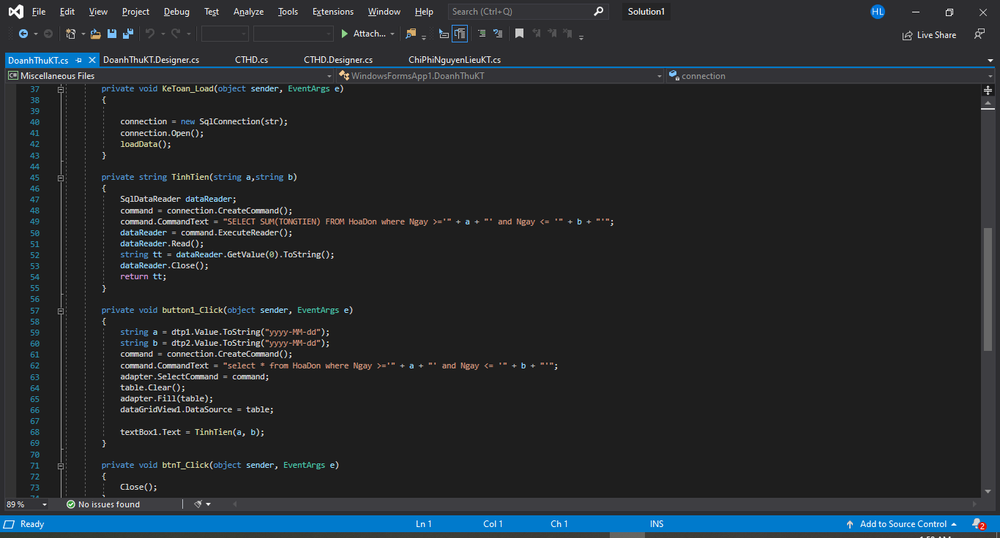 File Edit View Project Debug Test Analyze Tools Extensions Window Help Search (Ctrl+Q) Solution1 HL
Attach... Live Share
DoanhThuKT.cs DoanhThuKT.Designer.cs CTHD.cs CTHD.Designer.cs ChiPhiNguyenLieuKT.cs
C# Miscellaneous Files WindowsFormsApp1.DoanhThuKT connection
37 private void KeToan_Load(object sender, EventArgs e)
38 {
39
40 connection = new SqlConnection(str);
41 connection.Open();
42 loadData();
43 }
44
45 private string TinhTien(string a,string b)
46 {
47 SqlDataReader dataReader;
48 command = connection.CreateCommand();
49 command.CommandText = "SELECT SUM(TONGTIEN) FROM HoaDon where Ngay >='" + a + "' and Ngay <= '" + b + "'";
50 dataReader = command.ExecuteReader();
51 dataReader.Read();
52 string tt = dataReader.GetValue(0).ToString();
53 dataReader.Close();
54 return tt;
55 }
56
57 private void button1_Click(object sender, EventArgs e)
58 {
59 string a = dtp1.Value.ToString("yyyy-MM-dd");
60 string b = dtp2.Value.ToString("yyyy-MM-dd");
61 command = connection.CreateCommand();
62 command.CommandText = "select * from HoaDon where Ngay >='" + a + "' and Ngay <= '" + b + "'";
63 adapter.SelectCommand = command;
64 table.Clear();
65 adapter.Fill(table);
66 dataGridView1.DataSource = table;
67
68 textBox1.Text = TinhTien(a, b);
69 }
70
71 private void btnT_Click(object sender, EventArgs e)
72 {
73 Close();
89 % No issues found
Ready Ln 1 Col 1 Ch 1 INS Add to Source Control 2